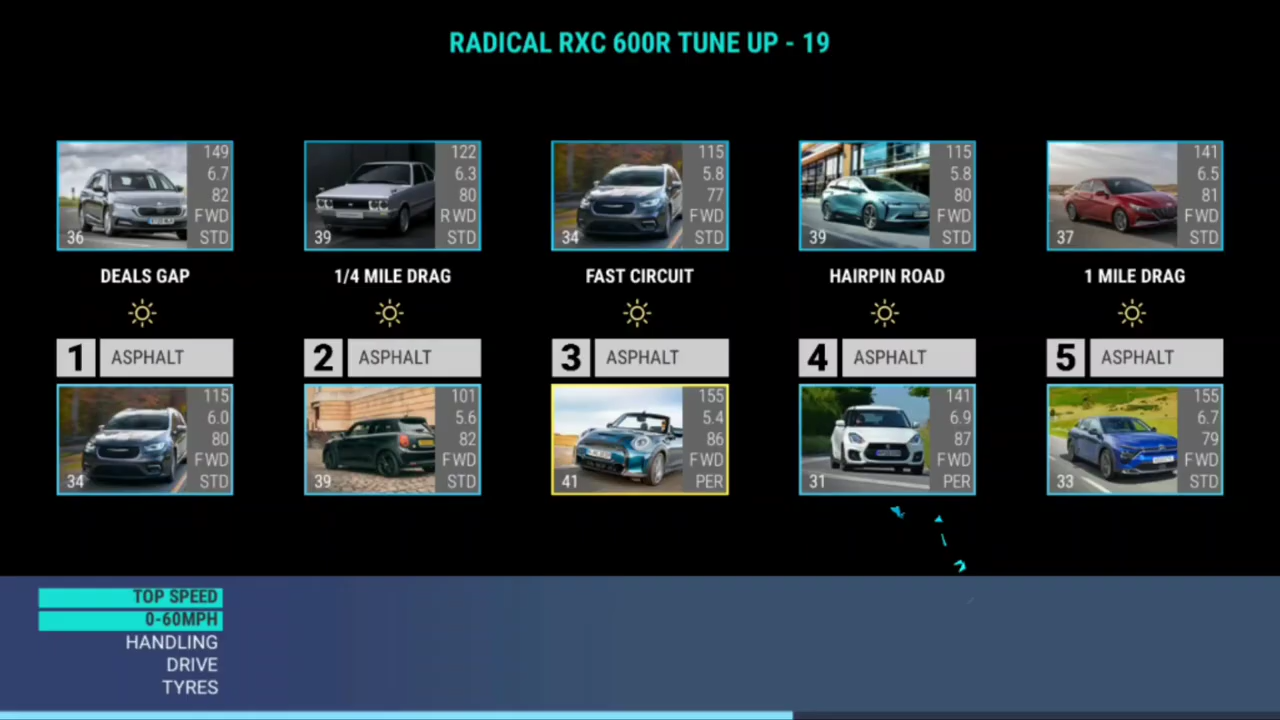 RADICAL RXC 600R TUNE UP - 19
149
6.7
82
FWD
36 STD
122
6.3
80
RWD
39 STD
115
5.8
77
FWD
34 STD
115
5.8
80
FWD
39 STD
141
6.5
81
FWD
37 STD
DEALS GAP
1/4 MILE DRAG
FAST CIRCUIT
HAIRPIN ROAD
1 MILE DRAG
1 ASPHALT
2 ASPHALT
3 ASPHALT
4 ASPHALT
5 ASPHALT
115
6.0
80
FWD
34 STD
101
5.6
82
FWD
39 STD
155
5.4
86
FWD
41 PER
141
6.9
87
FWD
31 PER
155
6.7
79
FWD
33 STD
TOP SPEED
0-60MPH
HANDLING
DRIVE
TYRES